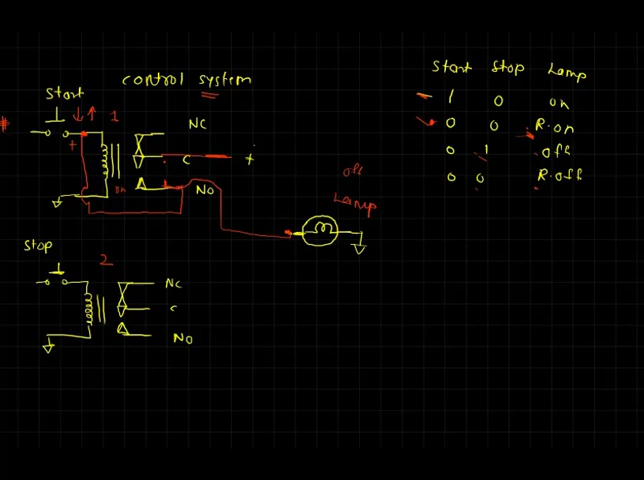 control system
Start
1
+
NC
C
+
on
NO
off
Lamp
Stop
2
NC
C
NO
Start Stop Lamp
1 0 on
0 0 R.on
0 1 off
0 0 R.off